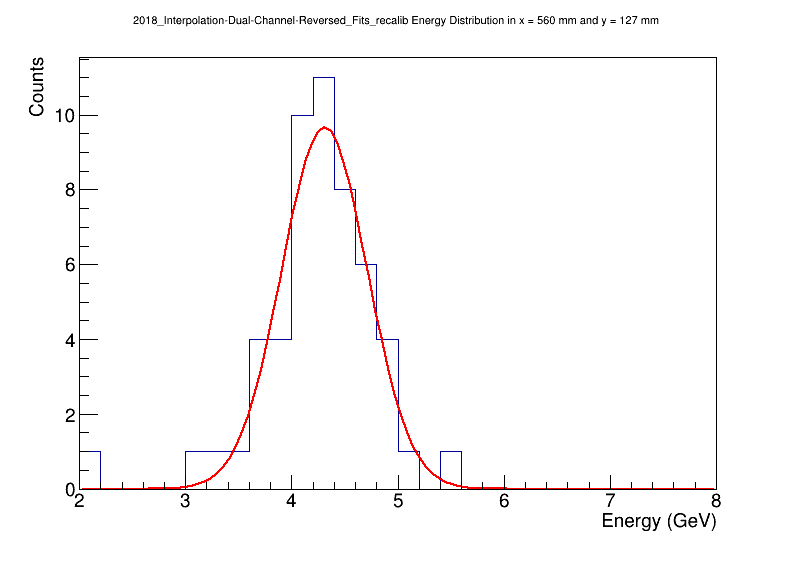 2018_Interpolation-Dual-Channel-Reversed_Fits_recalib Energy Distribution in x = 560 mm and y = 127 mm
Counts
10
8
6
4
2
0
2 3 4 5 6 7 8
Energy (GeV)